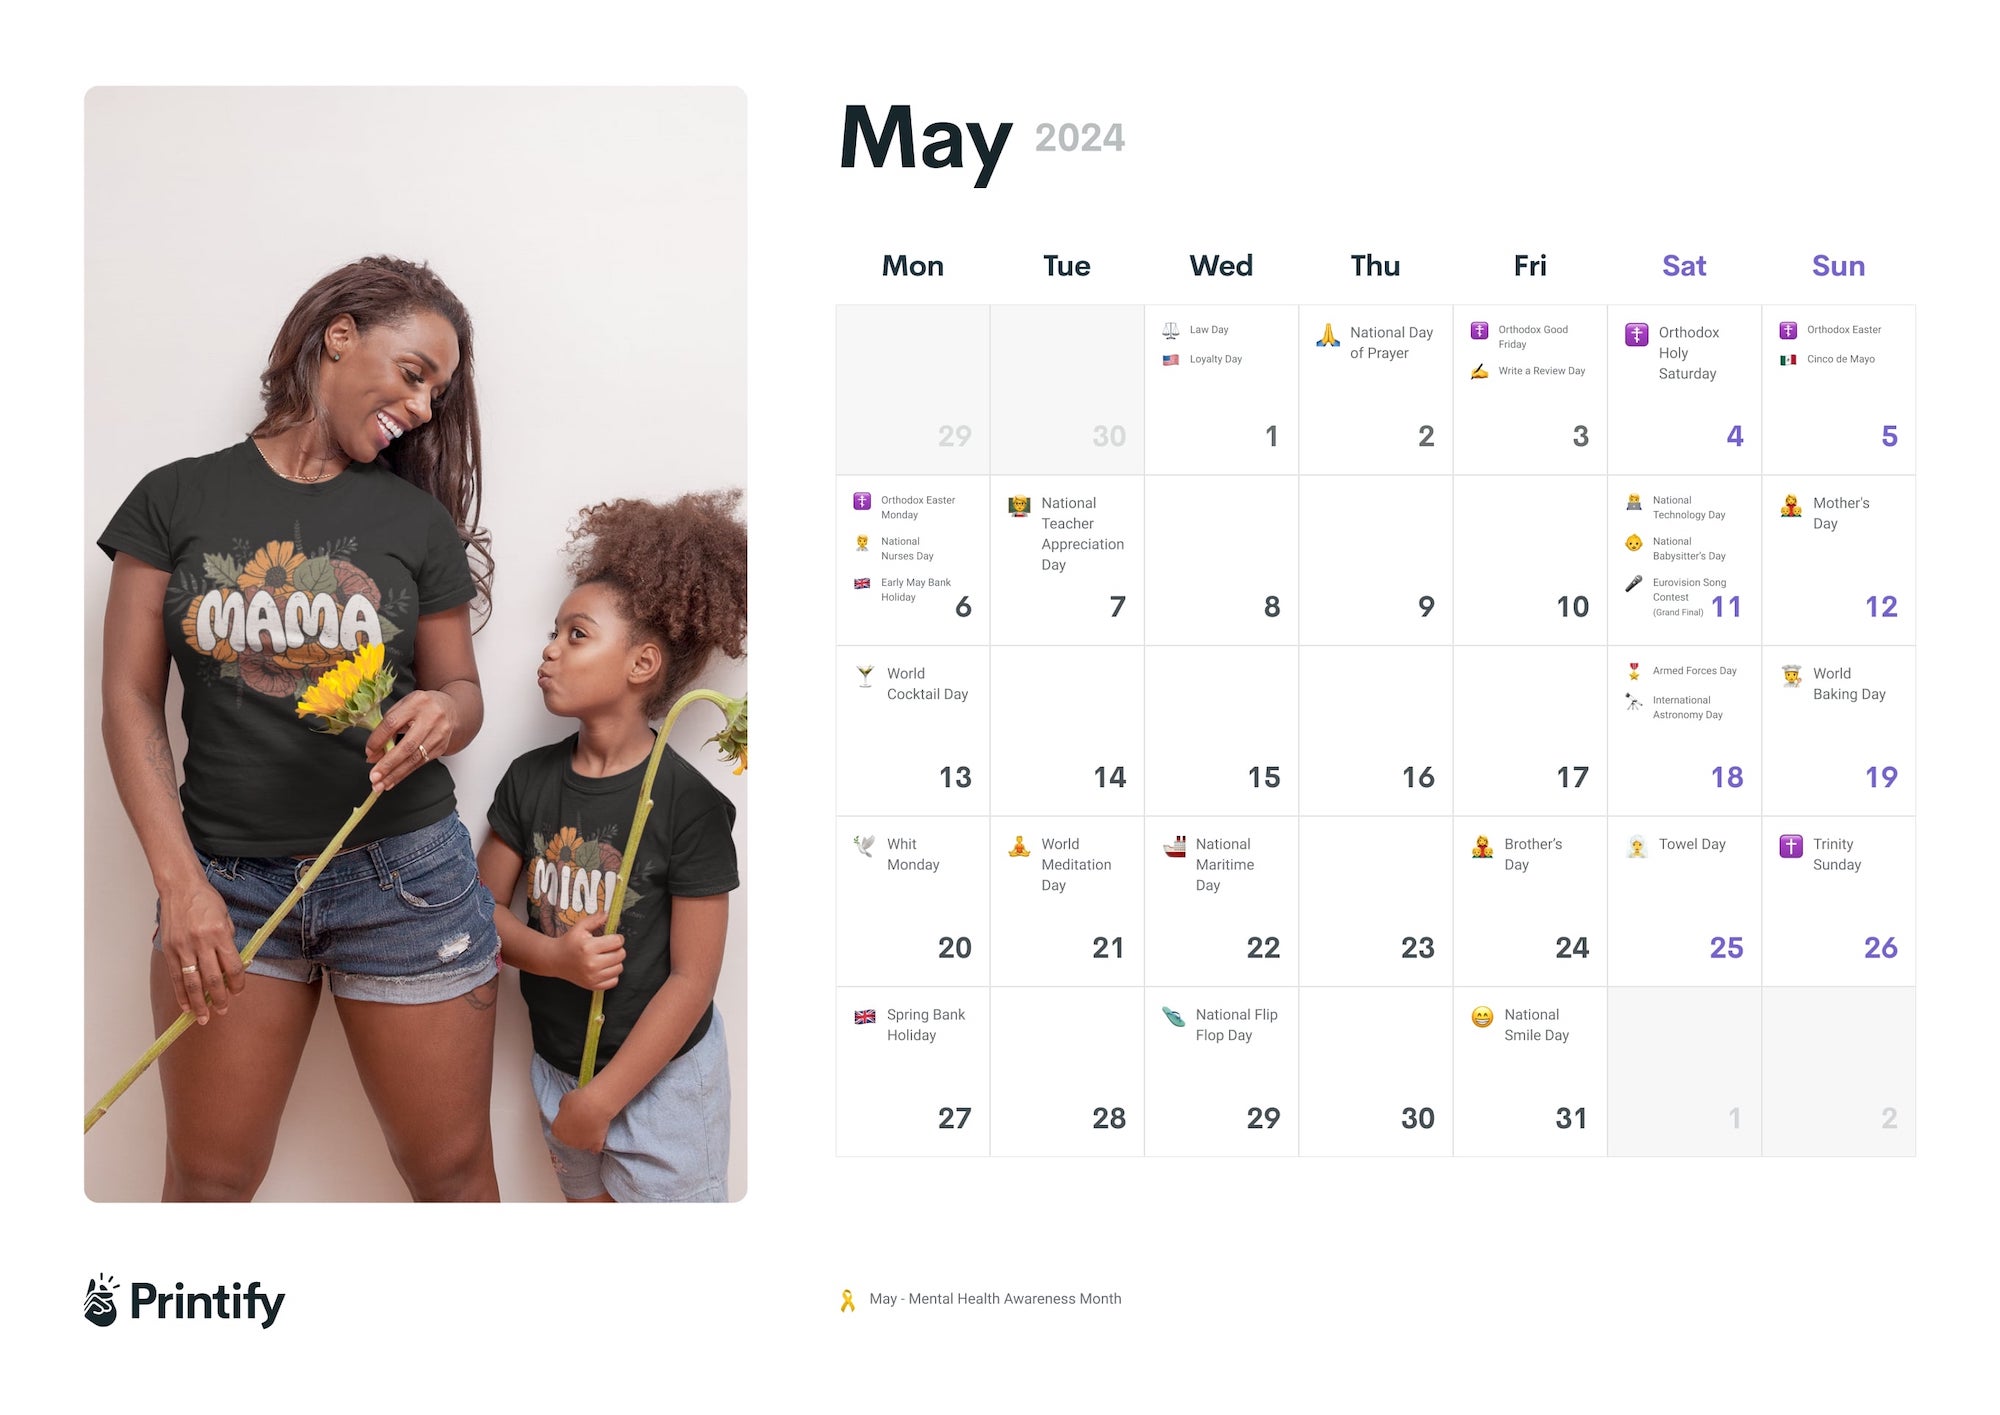 MAMA
MINI
May 2024
Mon Tue Wed Thu Fri Sat Sun
29
30
Law Day
Loyalty Day
1
National Day
of Prayer
2
Orthodox Good
Friday
Write a Review Day
3
Orthodox
Holy
Saturday
4
Orthodox Easter
Cinco de Mayo
5
Orthodox Easter
Monday
National
Nurses Day
Early May Bank
Holiday
6
National
Teacher
Appreciation
Day
7
8
9
10
National
Technology Day
National
Babysitter's Day
Eurovision Song
Contest
(Grand Final)
11
Mother's
Day
12
World
Cocktail Day
13
14
15
16
17
Armed Forces Day
International
Astronomy Day
18
World
Baking Day
19
Whit
Monday
20
World
Meditation
Day
21
National
Maritime
Day
22
23
Brother's
Day
24
Towel Day
25
Trinity
Sunday
26
Spring Bank
Holiday
27
28
National Flip
Flop Day
29
30
National
Smile Day
31
1
2
Printify
May - Mental Health Awareness Month